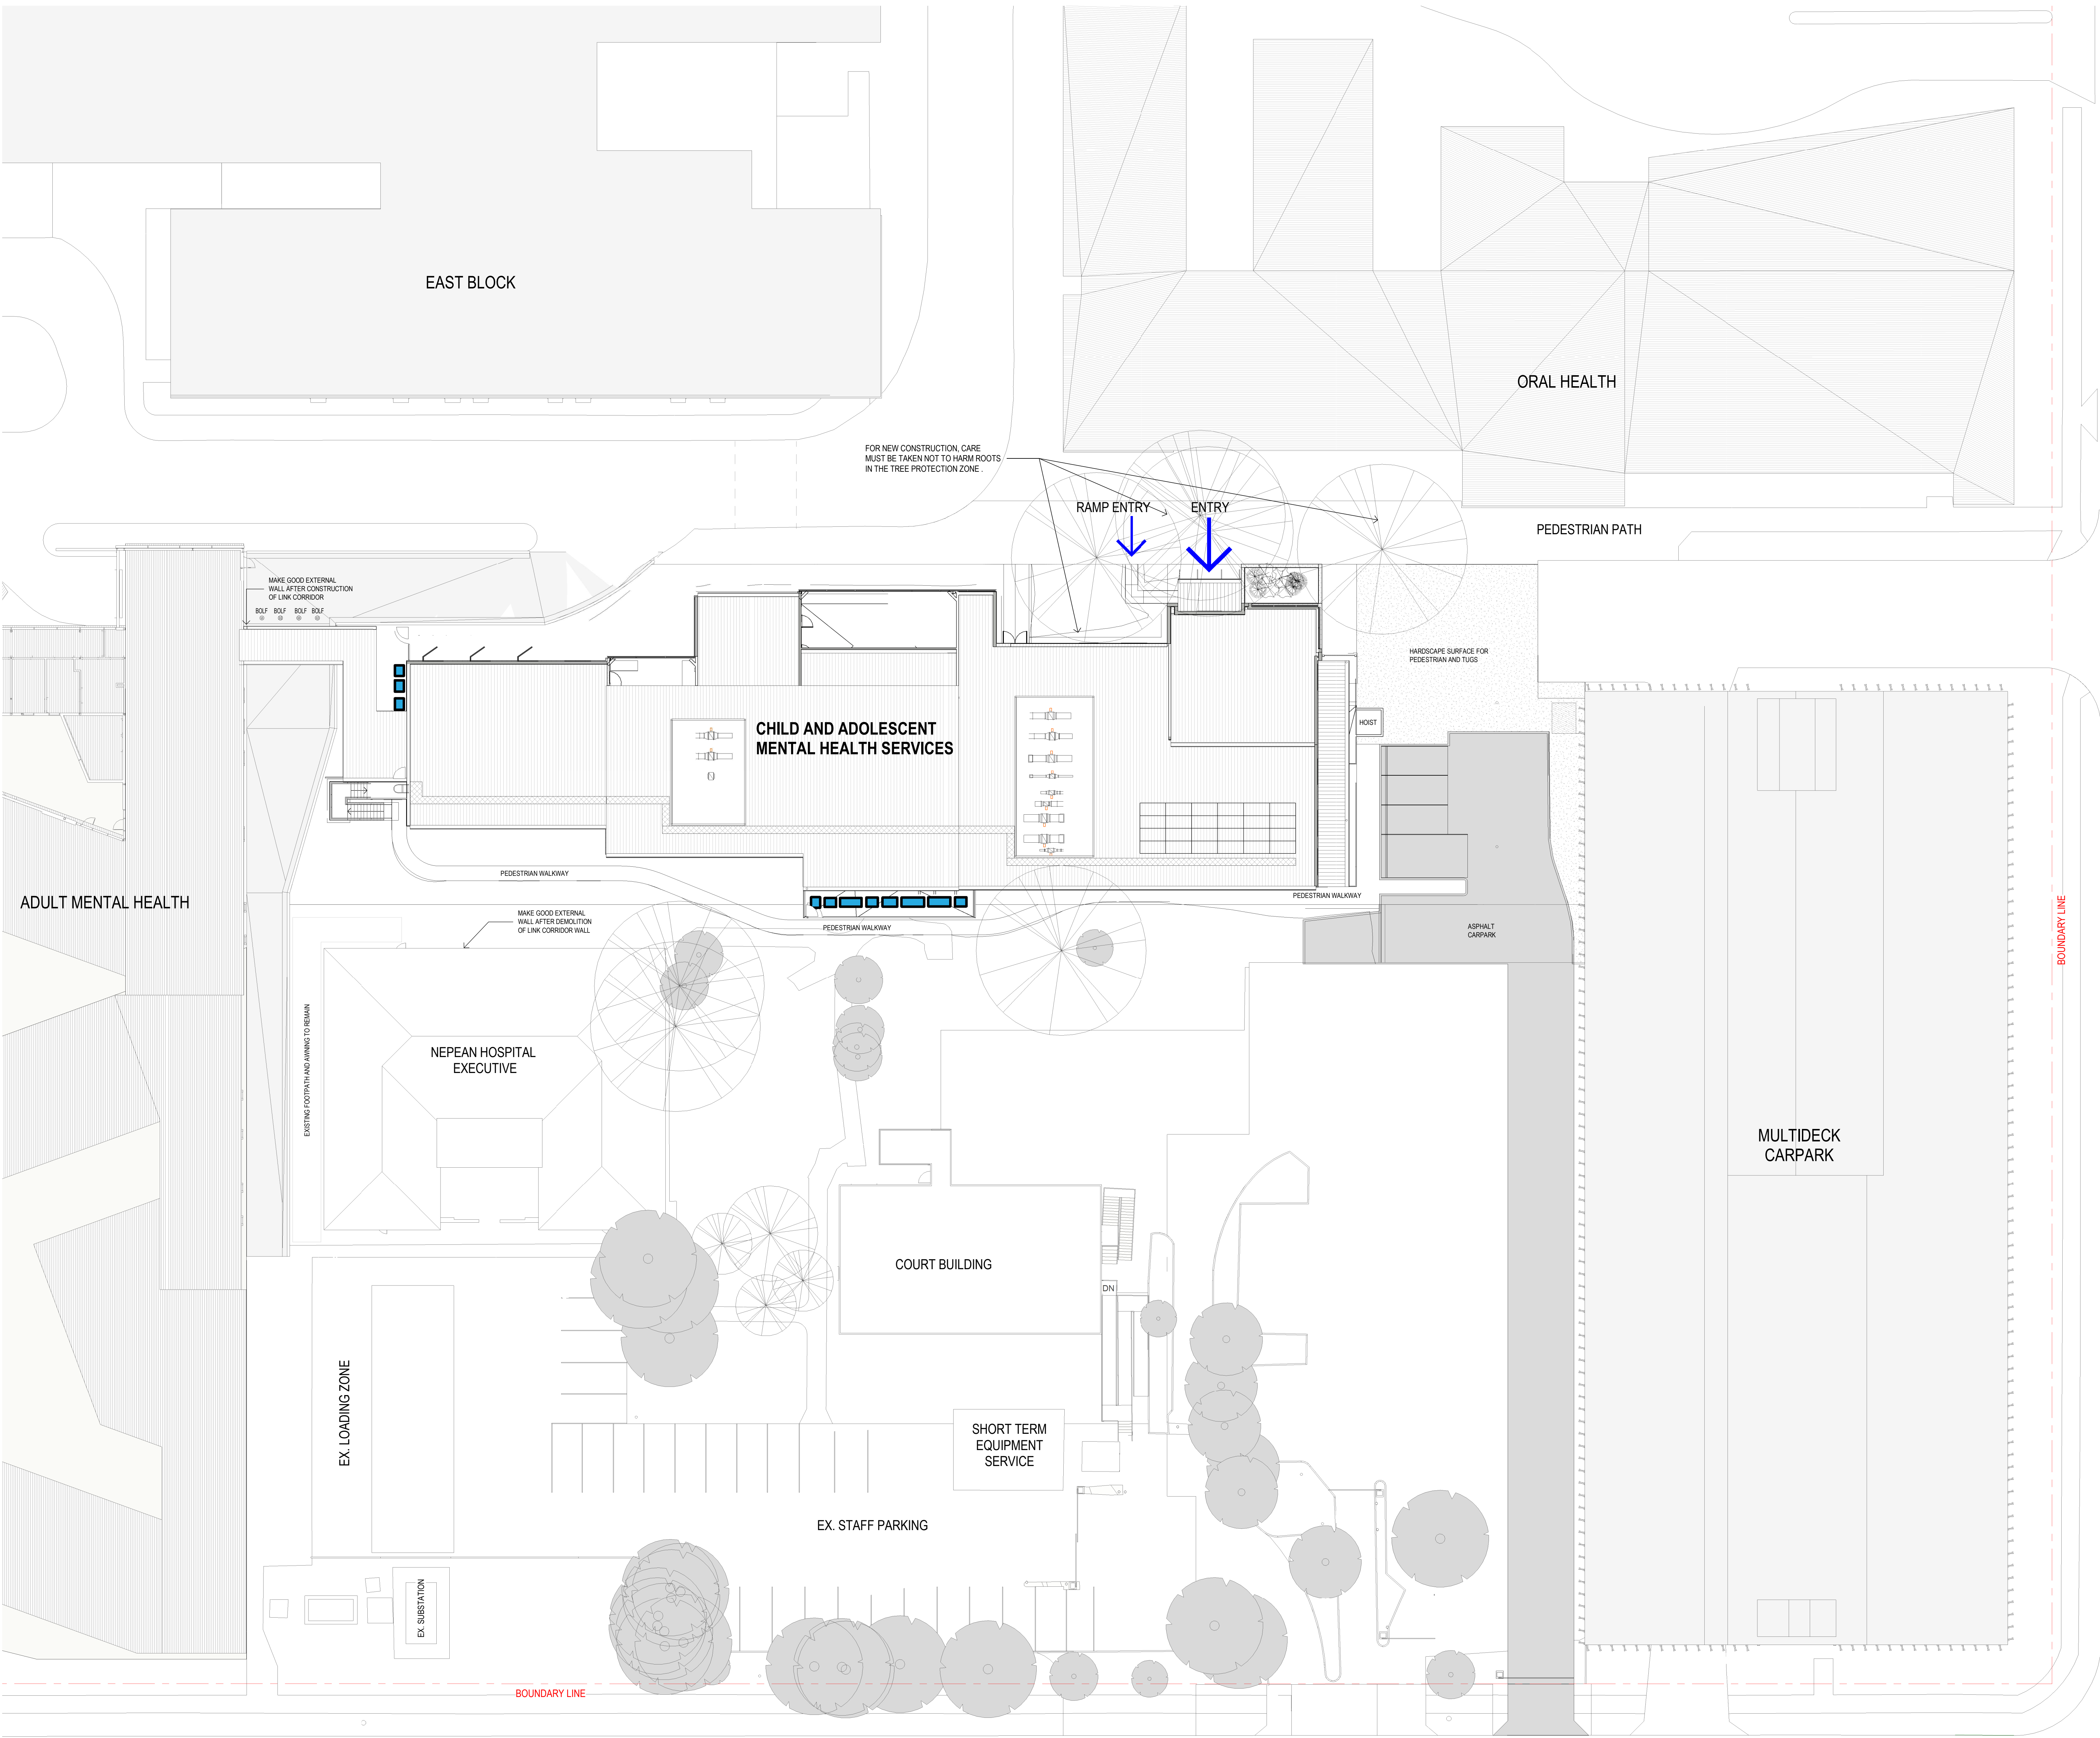 EAST BLOCK
ORAL HEALTH
FOR NEW CONSTRUCTION, CARE
MUST BE TAKEN NOT TO HARM ROOTS
IN THE TREE PROTECTION ZONE .
RAMP ENTRY
ENTRY
PEDESTRIAN PATH
MAKE GOOD EXTERNAL
WALL AFTER CONSTRUCTION
OF LINK CORRIDOR
BOLF BOLF BOLF BOLF
HARDSCAPE SURFACE FOR
PEDESTRIAN AND TUGS
HOIST
CHILD AND ADOLESCENT
MENTAL HEALTH SERVICES
PEDESTRIAN WALKWAY
PEDESTRIAN WALKWAY
ADULT MENTAL HEALTH
MAKE GOOD EXTERNAL
WALL AFTER DEMOLITION
OF LINK CORRIDOR WALL
PEDESTRIAN WALKWAY
ASPHALT
CARPARK
BOUNDARY LINE
EXISTING FOOTPATH AND AWNING TO REMAIN
NEPEAN HOSPITAL
EXECUTIVE
MULTIDECK
CARPARK
COURT BUILDING
DN
EX. LOADING ZONE
SHORT TERM
EQUIPMENT
SERVICE
EX. STAFF PARKING
EX. SUBSTATION
BOUNDARY LINE